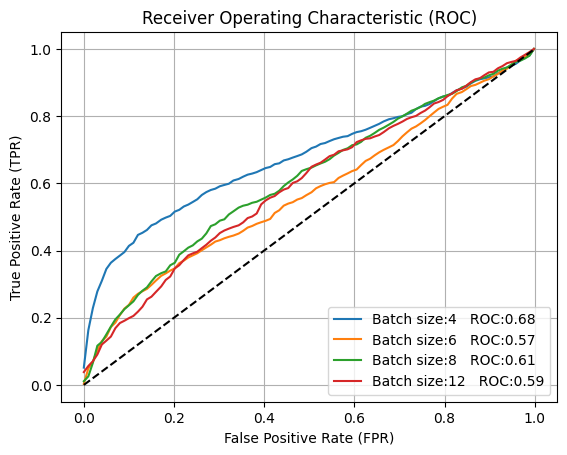 Receiver Operating Characteristic (ROC)
True Positive Rate (TPR)
1.0
0.8
0.6
0.4
0.2
0.0
Batch size:4 ROC:0.68
Batch size:6 ROC:0.57
Batch size:8 ROC:0.61
Batch size:12 ROC:0.59
0.0 0.2 0.4 0.6 0.8 1.0
False Positive Rate (FPR)